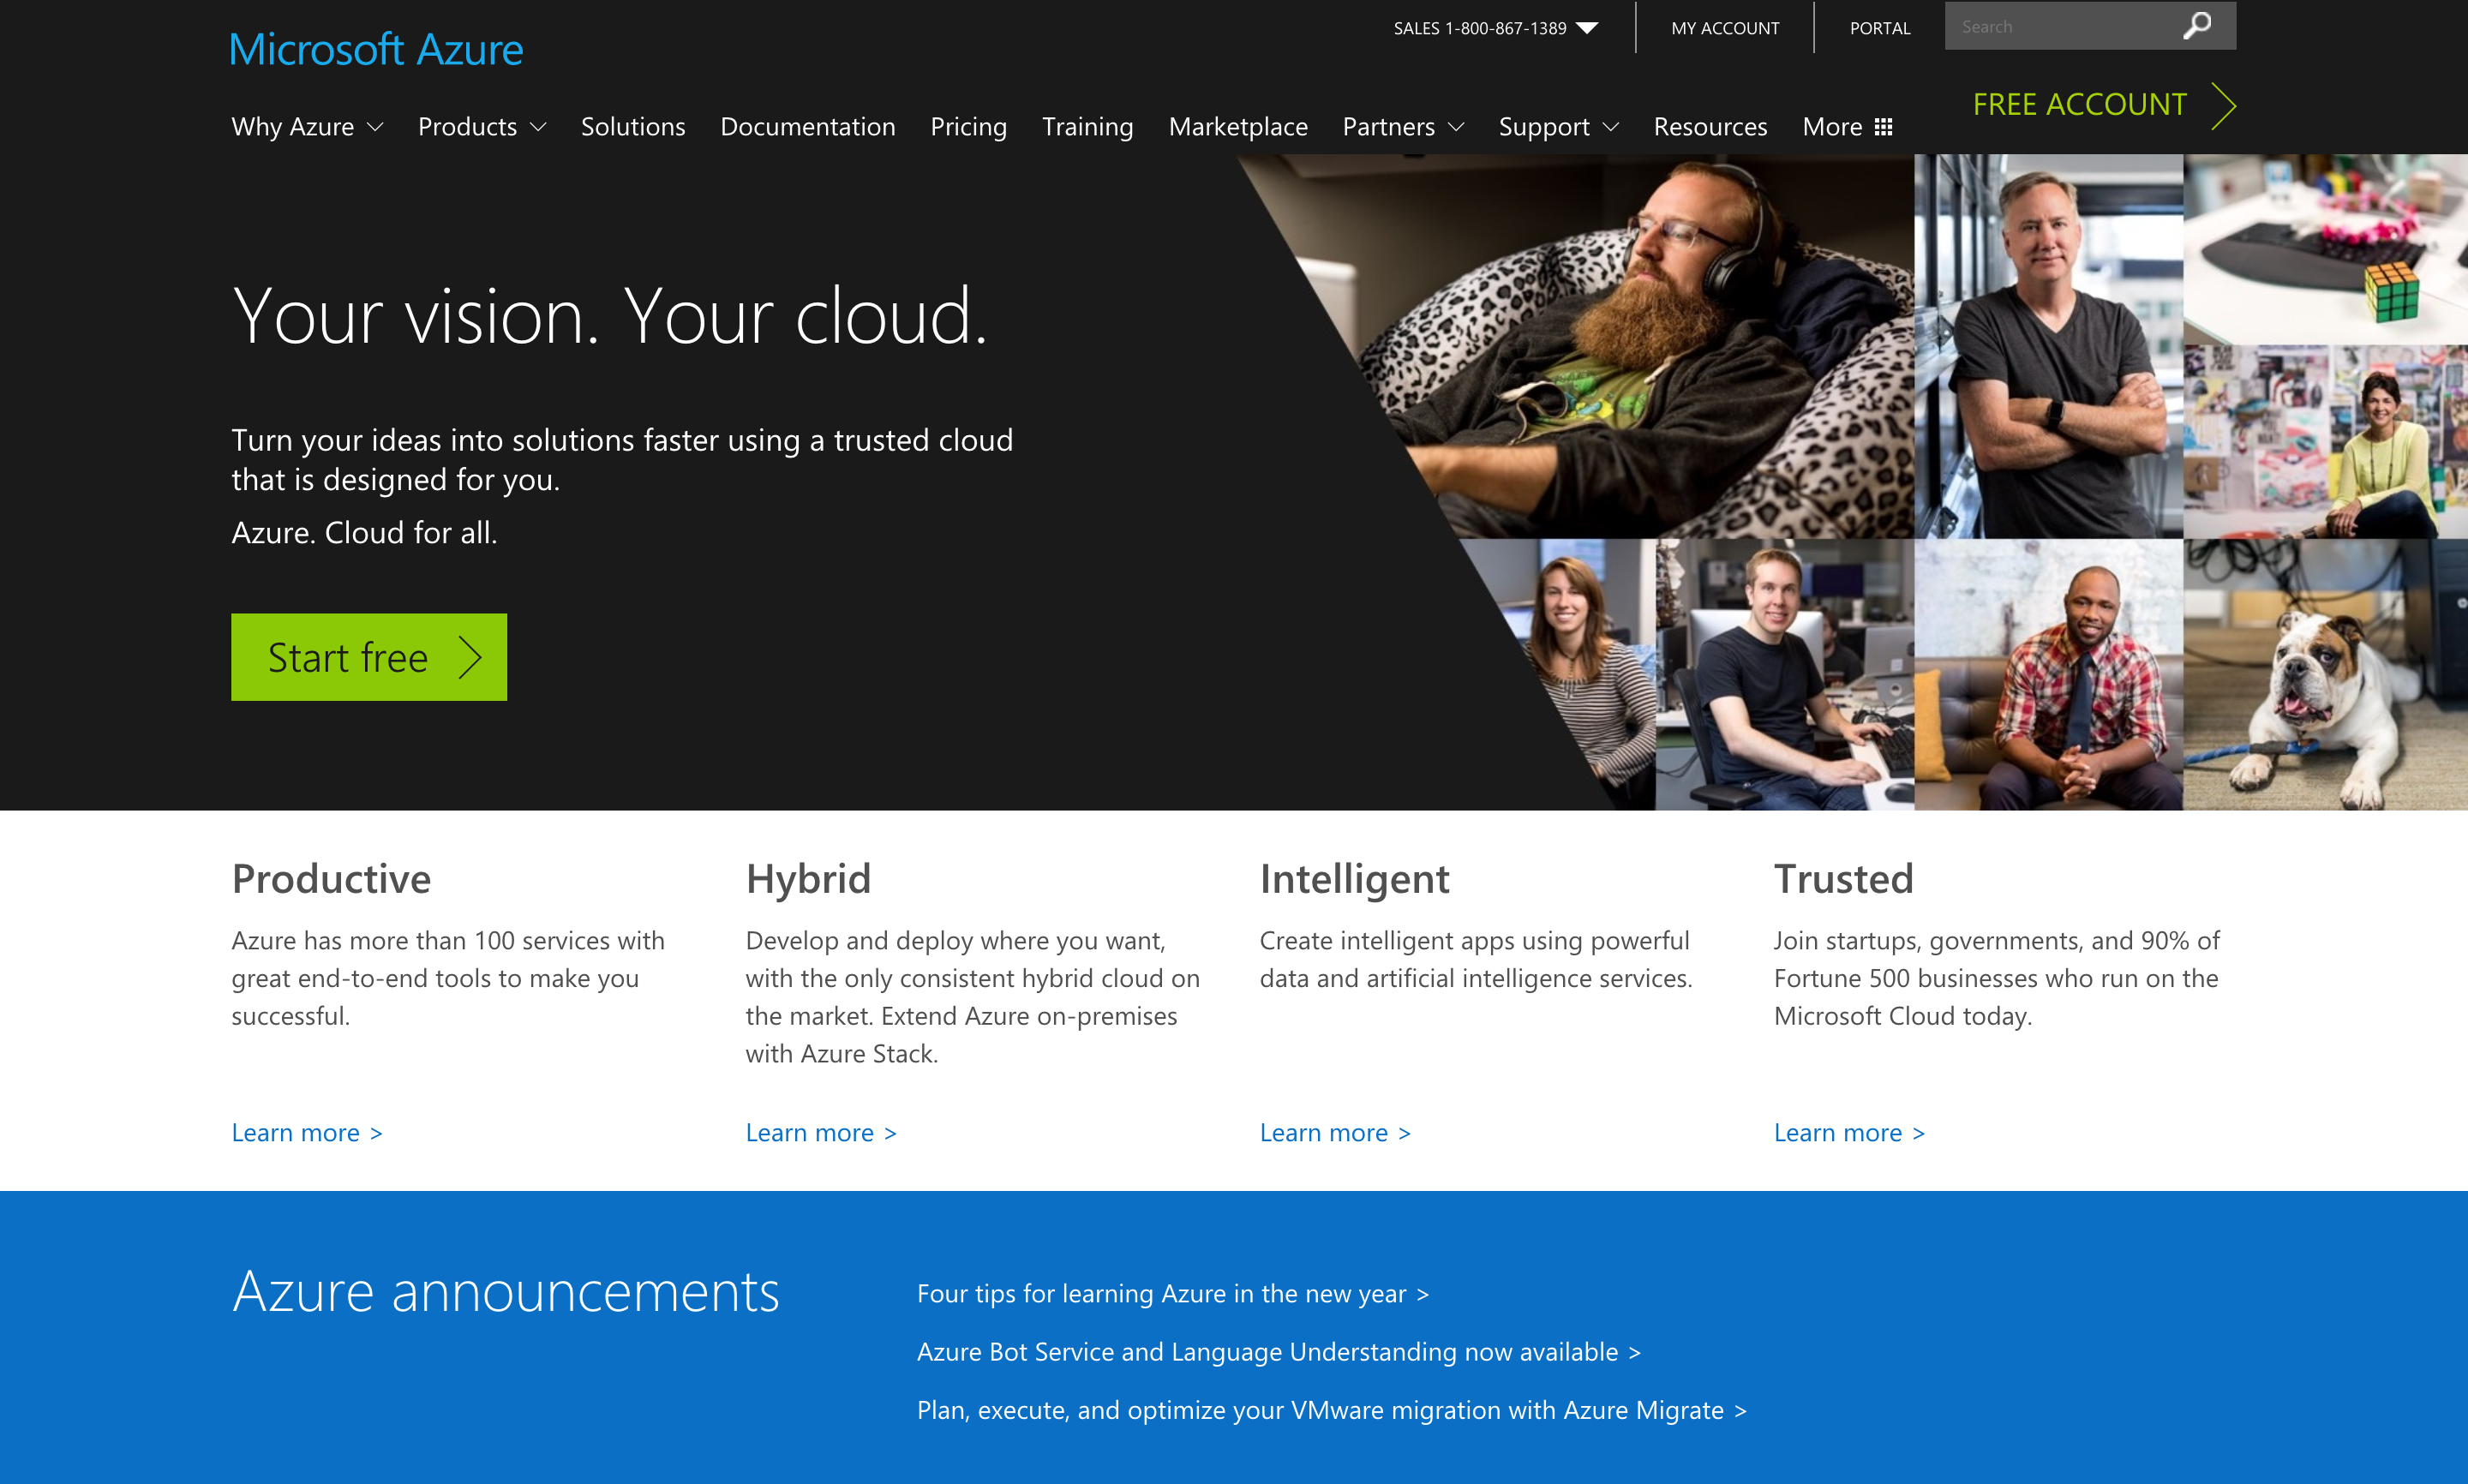 Microsoft Azure
SALES 1-800-867-1389
MY ACCOUNT
PORTAL
Search
Why Azure
Products
Solutions
Documentation
Pricing
Training
Marketplace
Partners
Support
Resources
More
FREE ACCOUNT
Your vision. Your cloud.
Turn your ideas into solutions faster using a trusted cloud
that is designed for you.
Azure. Cloud for all.
Start free
Productive
Azure has more than 100 services with
great end-to-end tools to make you
successful.
Learn more >
Hybrid
Develop and deploy where you want,
with the only consistent hybrid cloud on
the market. Extend Azure on-premises
with Azure Stack.
Learn more >
Intelligent
Create intelligent apps using powerful
data and artificial intelligence services.
Learn more >
Trusted
Join startups, governments, and 90% of
Fortune 500 businesses who run on the
Microsoft Cloud today.
Learn more >
Azure announcements
Four tips for learning Azure in the new year >
Azure Bot Service and Language Understanding now available >
Plan, execute, and optimize your VMware migration with Azure Migrate >